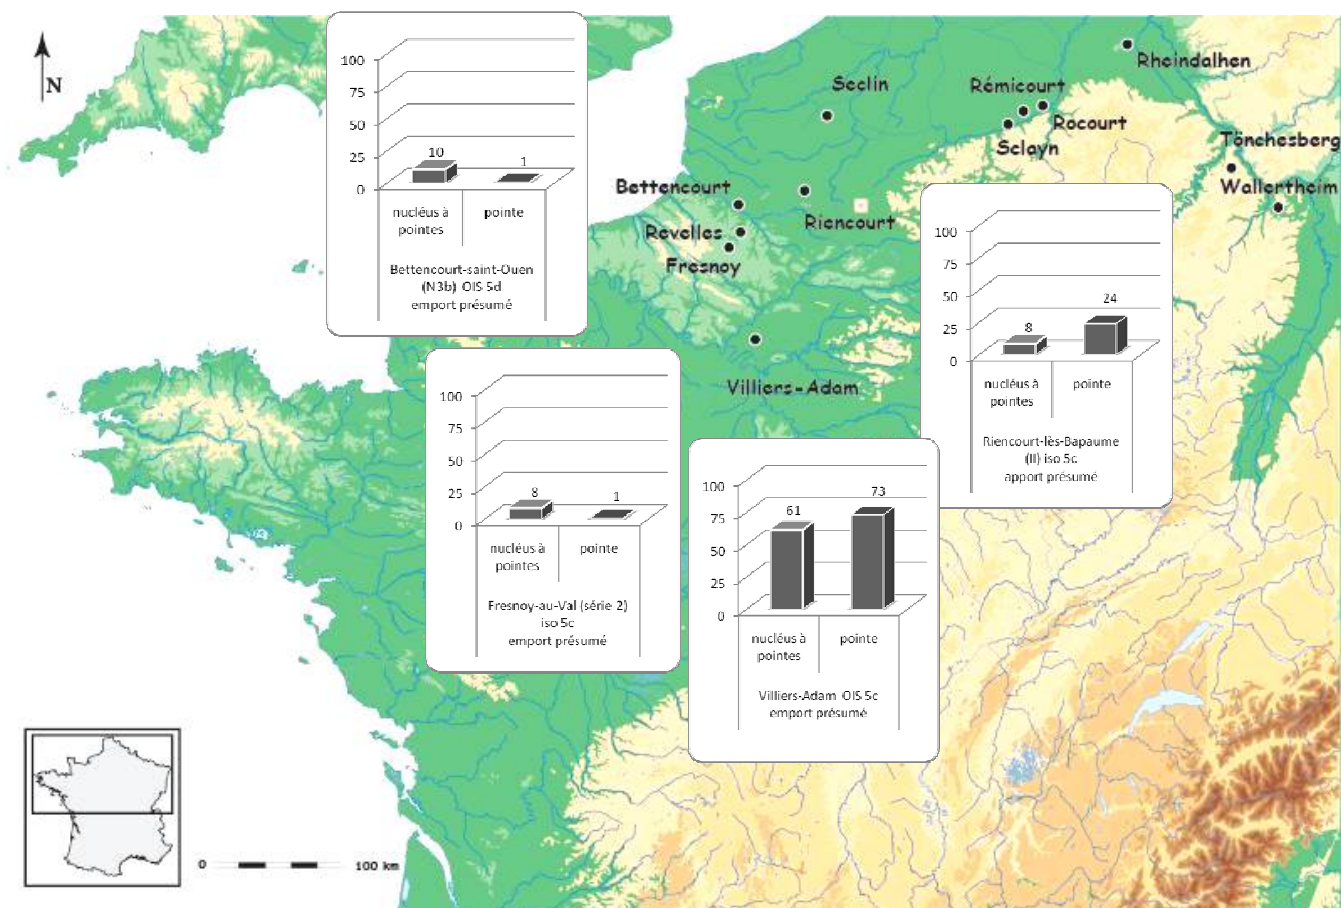 N
100
75
50
25
0
10
1
nucléus à
pointes
pointe
Bettencourt-saint-Ouen
(N3b) OIS 5d
emport présumé
Seclin
Rheindalhen
Rémicourt
Rocourt
Sclayn
Tönchesberg
Wallertheim
Bettencourt
Riencourt
Revelles
Fresnoy
Villiers-Adam
100
75
50
25
0
8
24
nucléus à
pointes
pointe
Riencourt-lès-Bapaume
(II) iso 5c
apport présumé
100
75
50
25
0
8
1
nucléus à
pointes
pointe
Fresnoy-au-Val (série 2)
iso 5c
emport présumé
100
75
50
25
0
61
73
nucléus à
pointes
pointe
Villiers-Adam OIS 5c
emport présumé
0
100 km